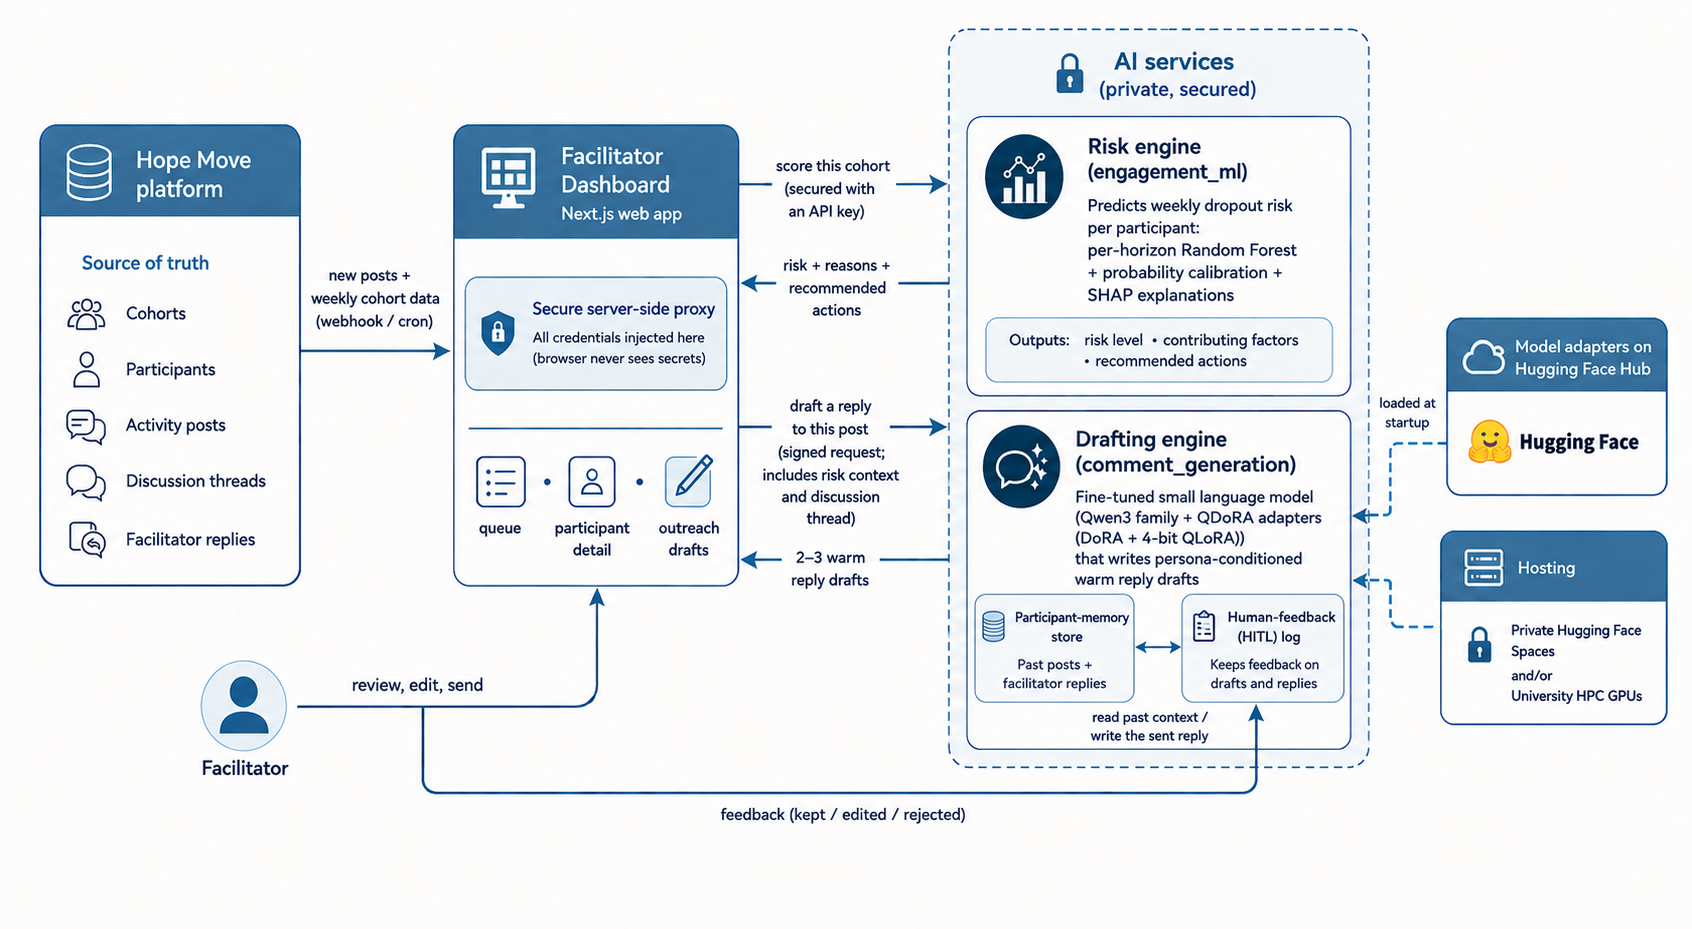 Hope Move
platform
Source of truth
Cohorts
Participants
Activity posts
Discussion threads
Facilitator replies
new posts +
weekly cohort data
(webhook / cron)
Facilitator
Dashboard
Next.js web app
Secure server-side proxy
All credentials injected here
(browser never sees secrets)
queue
participant
detail
outreach
drafts
score this cohort
(secured with
an API key)
risk + reasons +
recommended
actions
draft a reply
to this post
(signed request;
includes risk context
and discussion
thread)
2–3 warm
reply drafts
AI services
(private, secured)
Risk engine
(engagement_ml)
Predicts weekly dropout risk
per participant:
per-horizon Random Forest
+ probability calibration +
SHAP explanations
Outputs: risk level • contributing factors
• recommended actions
Drafting engine
(comment_generation)
Fine-tuned small language model
(Qwen3 family + QDoRA adapters
(DoRA + 4-bit QLoRA))
that writes persona-conditioned
warm reply drafts
Participant-memory
store
Past posts +
facilitator replies
Human-feedback
(HITL) log
Keeps feedback on
drafts and replies
read past context /
write the sent reply
loaded at
startup
Model adapters on
Hugging Face Hub
Hugging Face
Hosting
Private Hugging Face
Spaces
and/or
University HPC GPUs
review, edit, send
Facilitator
feedback (kept / edited / rejected)